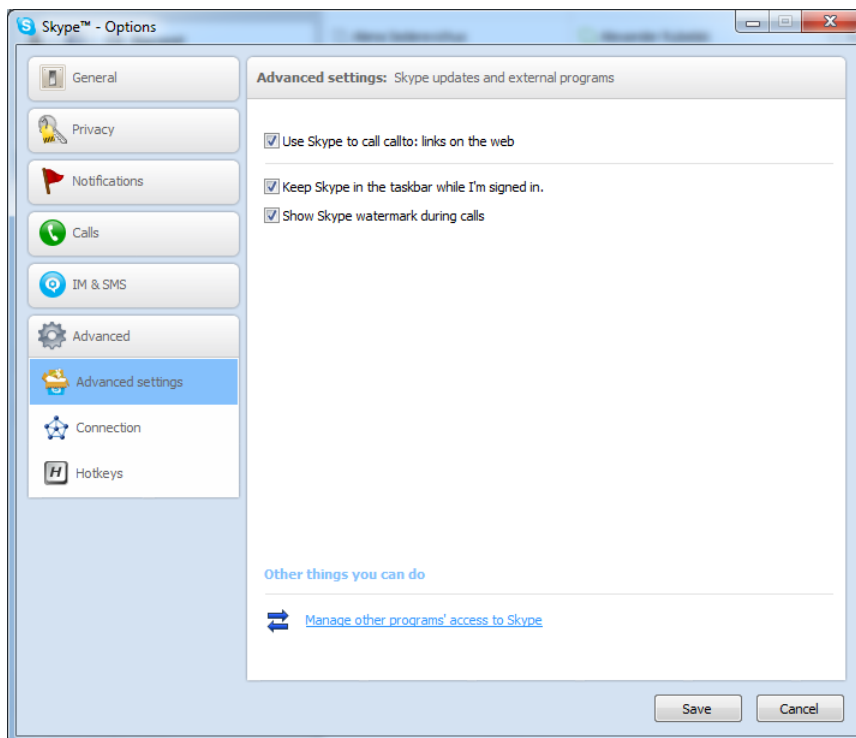 Skype™ - Options
General
Privacy
Notifications
Calls
IM & SMS
Advanced
Advanced settings
Connection
H Hotkeys
Advanced settings: Skype updates and external programs
Use Skype to call callto: links on the web
Keep Skype in the taskbar while I'm signed in.
Show Skype watermark during calls
Other things you can do
Manage other programs' access to Skype
Save
Cancel